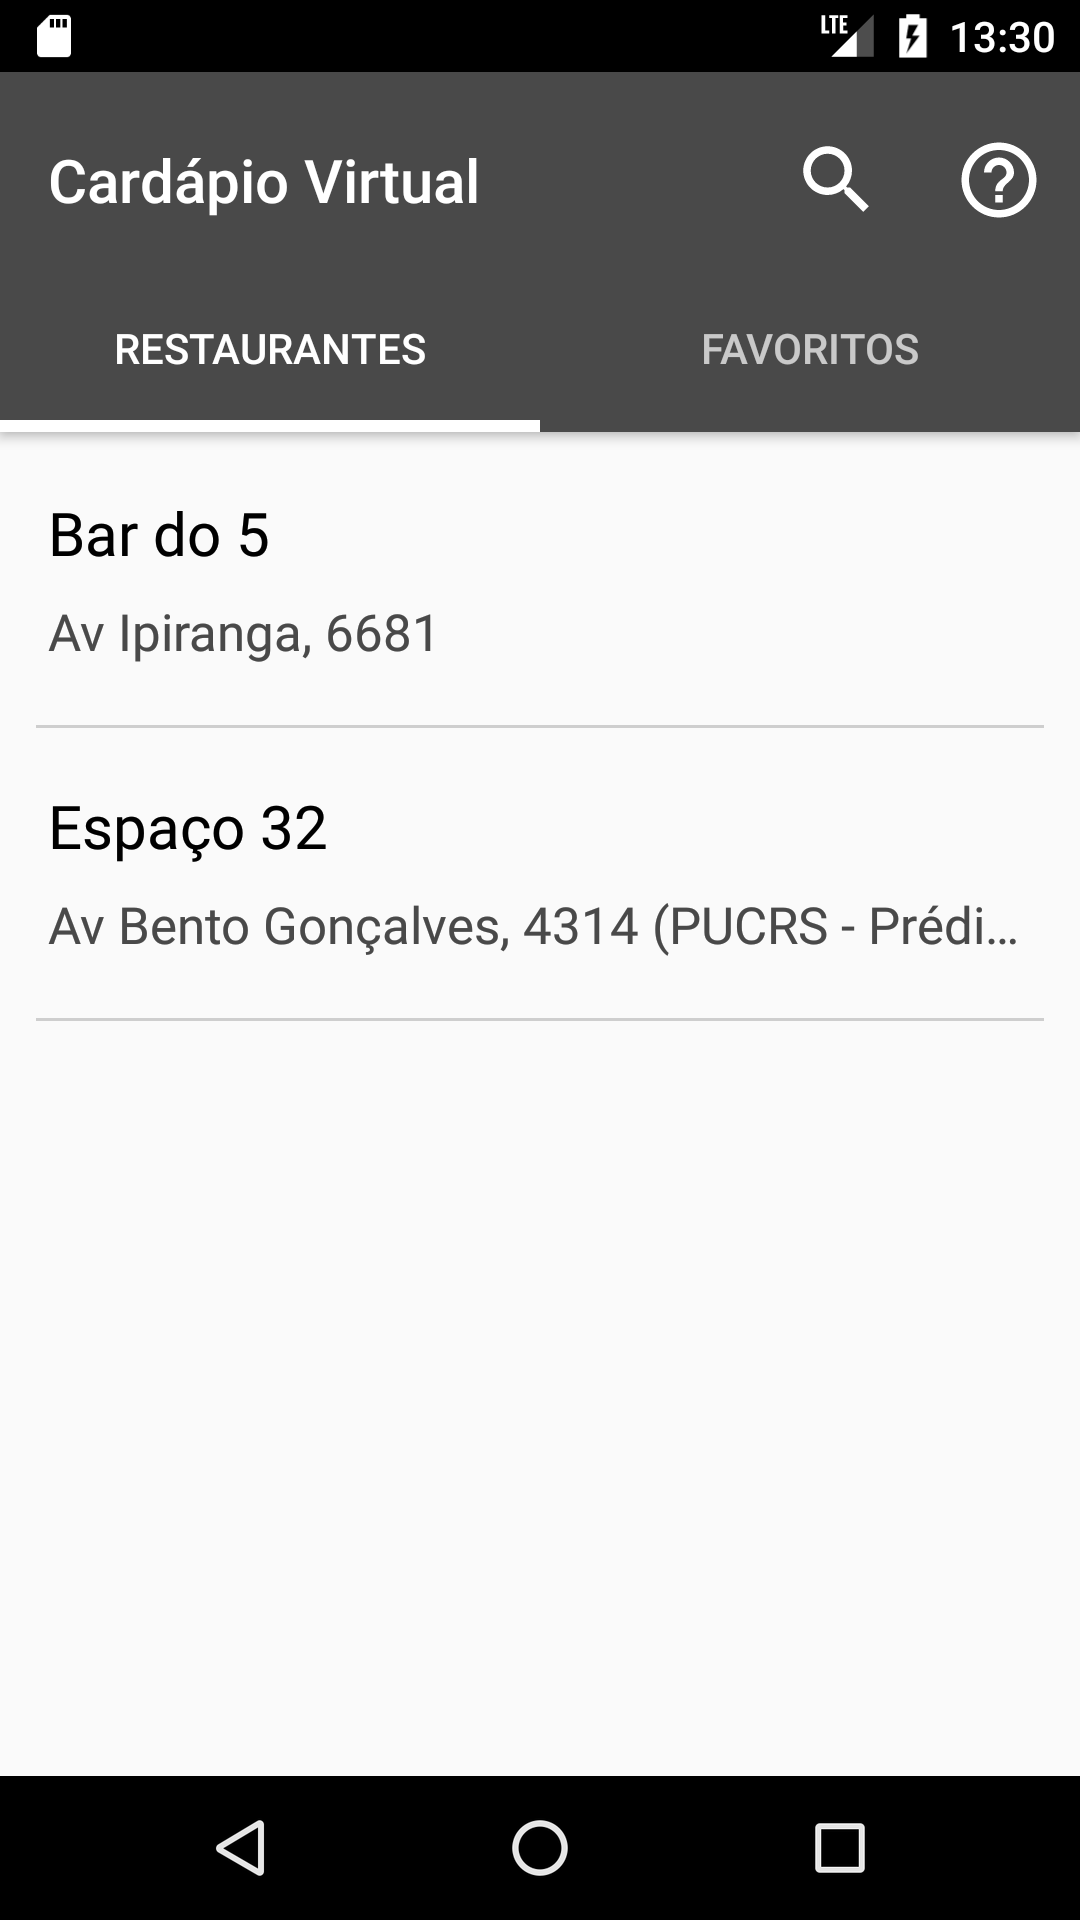 LTE 13:30
Cardápio Virtual
RESTAURANTES FAVORITOS
Bar do 5
Av Ipiranga, 6681
Espaço 32
Av Bento Gonçalves, 4314 (PUCRS - Prédi...